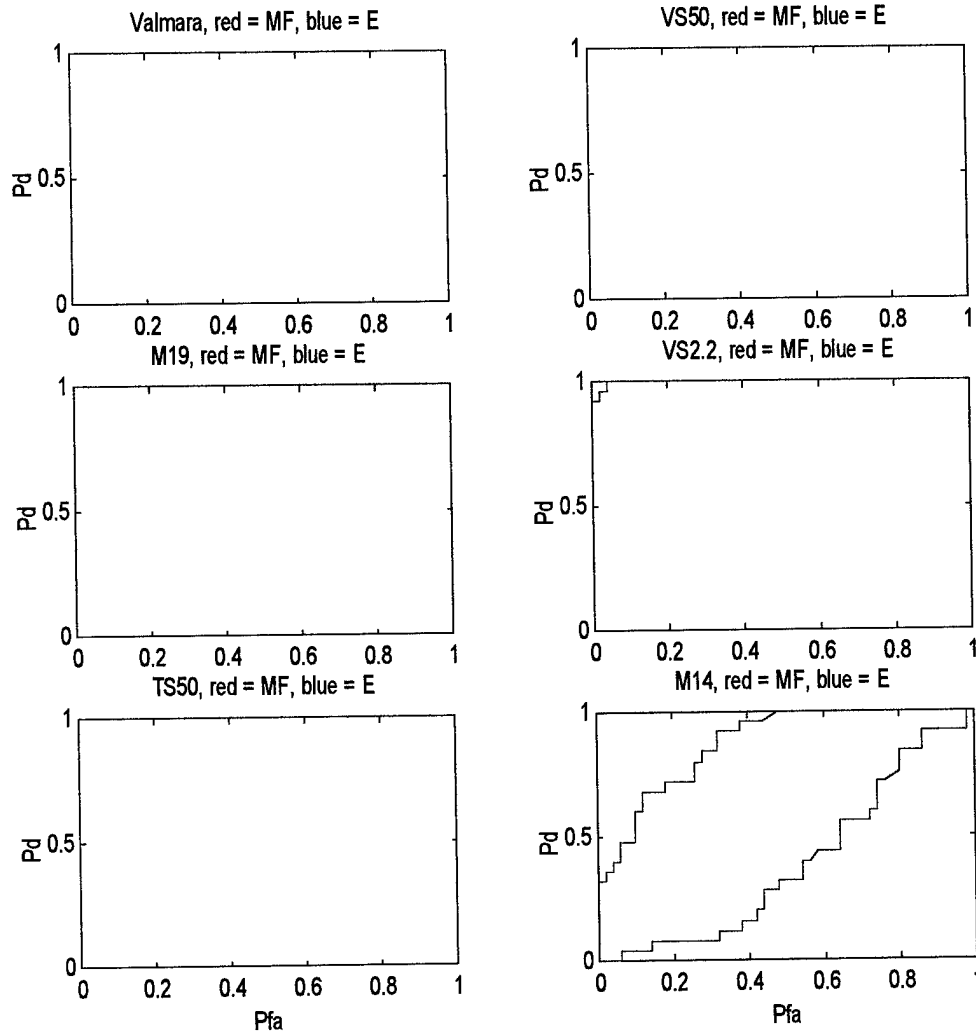 Valmara, red = MF, blue = E
1
0.5
0
Pd
0 0.2 0.4 0.6 0.8 1
VS50, red = MF, blue = E
1
0.5
0
Pd
0 0.2 0.4 0.6 0.8 1
M19, red = MF, blue = E
1
0.5
0
Pd
0 0.2 0.4 0.6 0.8 1
VS2.2, red = MF, blue = E
1
0.5
0
Pd
0 0.2 0.4 0.6 0.8 1
TS50, red = MF, blue = E
1
0.5
0
Pd
0 0.2 0.4 0.6 0.8 1
Pfa
M14, red = MF, blue = E
1
0.5
0
Pd
0 0.2 0.4 0.6 0.8 1
Pfa